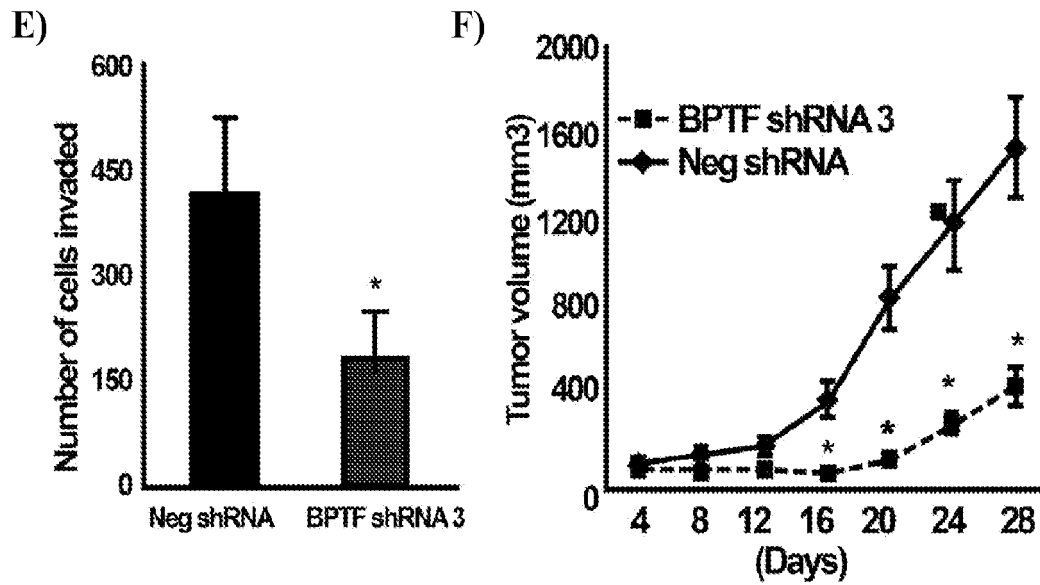 E)
Number of cells invaded
600
450
300
150
0
*
Neg shRNA
BPTF shRNA 3
F)
Tumor volume (mm3)
2000
1600
1200
800
400
0
BPTF shRNA 3
Neg shRNA
* * * *
4 8 12 16 20 24 28
(Days)